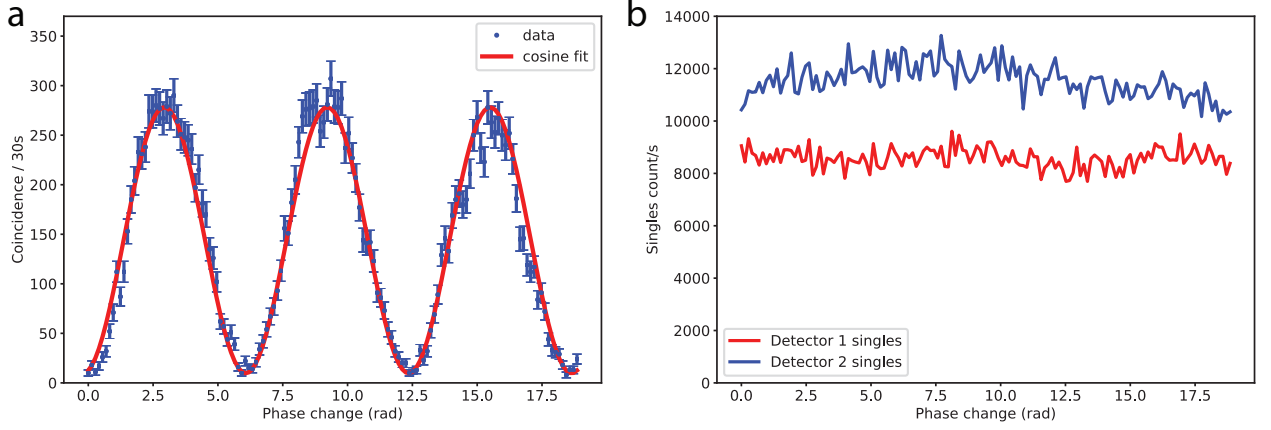 a
350
300
250
200
150
100
50
0
Coincidence / 30s
data
cosine fit
0.0 2.5 5.0 7.5 10.0 12.5 15.0 17.5
Phase change (rad)
b
14000
12000
10000
8000
6000
4000
2000
0
Singles count/s
Detector 1 singles
Detector 2 singles
0.0 2.5 5.0 7.5 10.0 12.5 15.0 17.5
Phase change (rad)